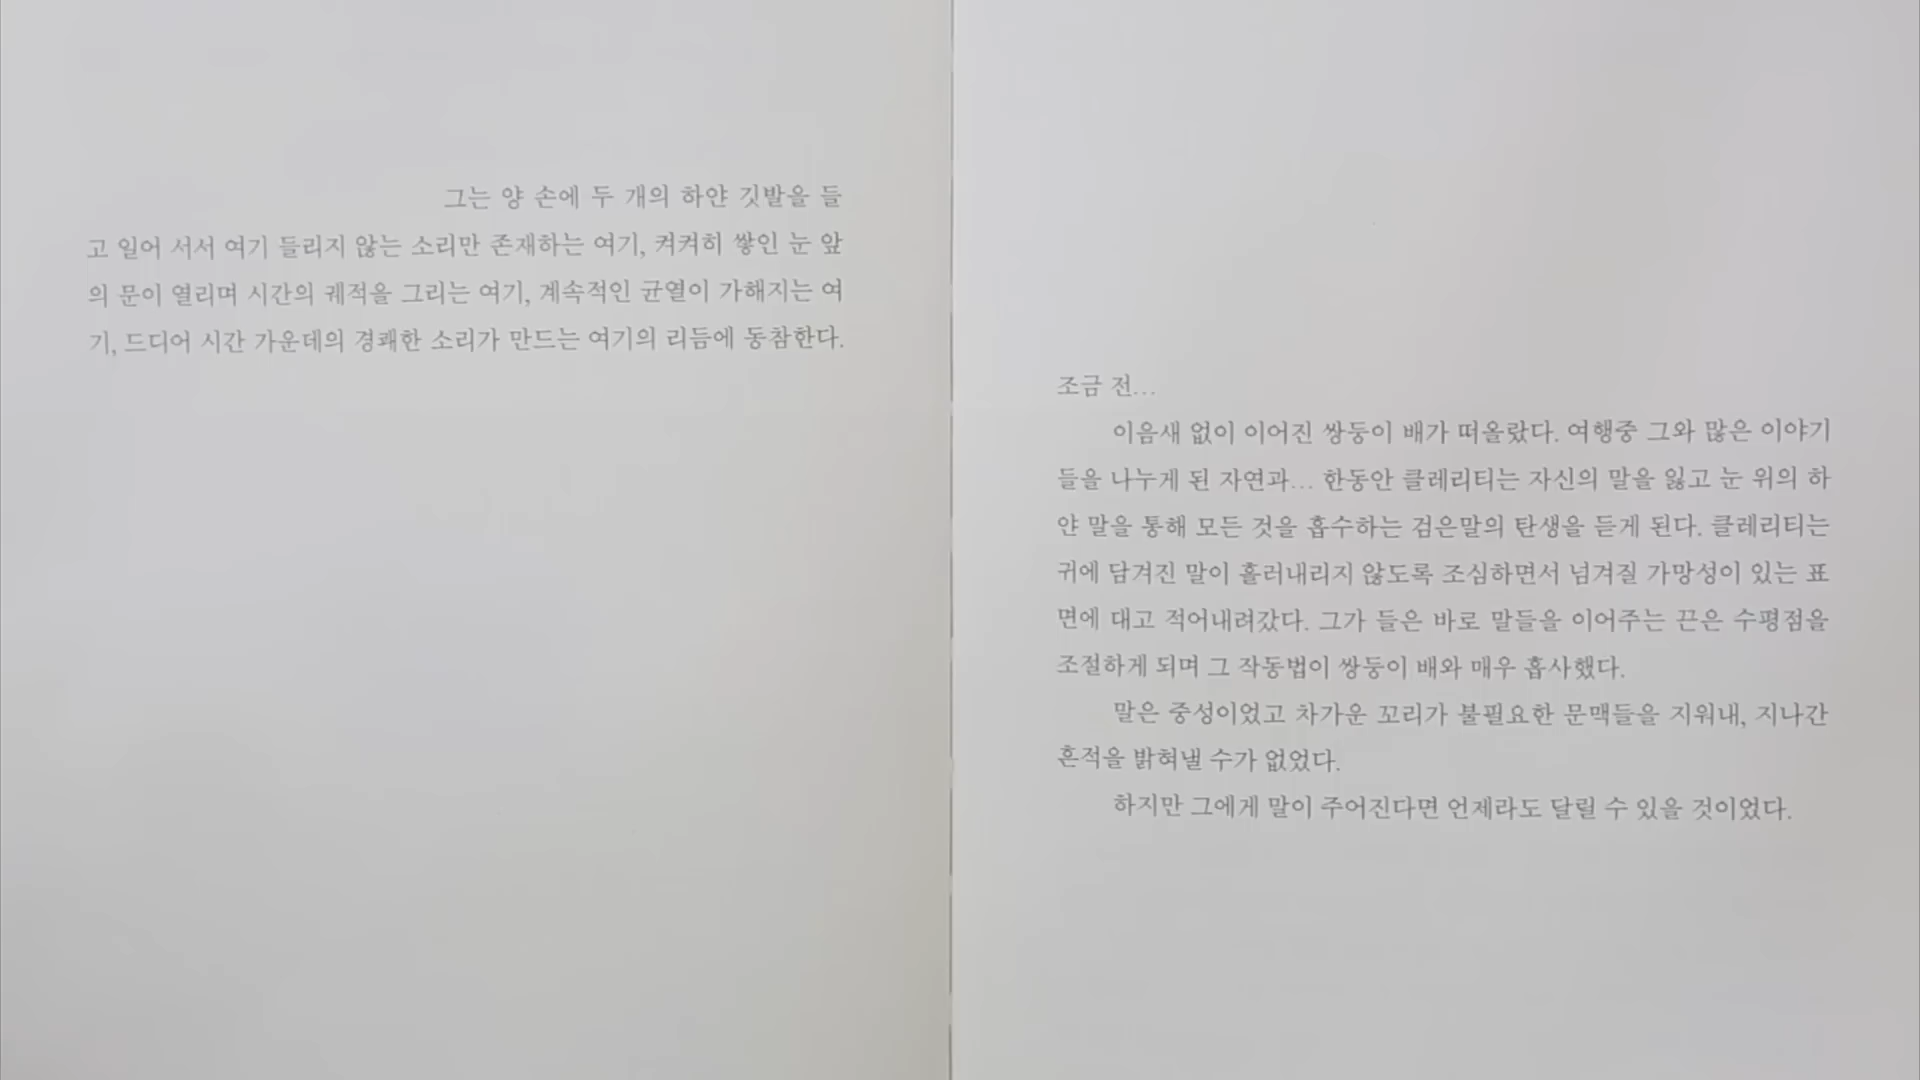 그는 양 손에 두 개의 하얀 깃발을 들
고 일어 서서 여기 들리지 않는 소리만 존재하는 여기, 켜켜히 쌓인 눈 앞
의 문이 열리며 시간의 궤적을 그리는 여기, 계속적인 균열이 가해지는 여
기, 드디어 시간 가운데의 경쾌한 소리가 만드는 여기의 리듬에 동참한다.
조금 전…
이음새 없이 이어진 쌍둥이 배가 떠올랐다. 여행중 그와 많은 이야기
들을 나누게 된 자연과… 한동안 클레리티는 자신의 말을 잃고 눈 위의 하
얀 말을 통해 모든 것을 흡수하는 검은말의 탄생을 듣게 된다. 클레리티는
귀에 담겨진 말이 흘러내리지 않도록 조심하면서 넘겨질 가망성이 있는 표
면에 대고 적어내려갔다. 그가 들은 바로 말들을 이어주는 끈은 수평점을
조절하게 되며 그 작동법이 쌍둥이 배와 매우 흡사했다.
말은 중성이었고 차가운 꼬리가 불필요한 문맥들을 지워내, 지나간
흔적을 밝혀낼 수가 없었다.
하지만 그에게 말이 주어진다면 언제라도 달릴 수 있을 것이었다.